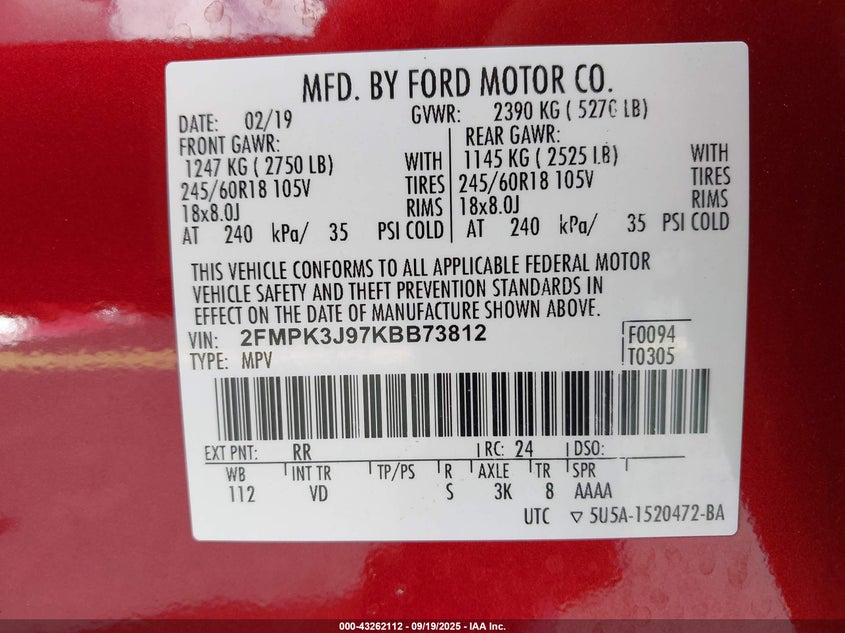 MFD. BY FORD MOTOR CO.
DATE: 02/19 GVWR: 2390 KG ( 5270 LB)
FRONT GAWR: REAR GAWR:
1247 KG ( 2750 LB) WITH 1145 KG ( 2525 LB) WITH
245/60R18 105V TIRES 245/60R18 105V TIRES
18x8.0J RIMS 18x8.0J RIMS
AT 240 kPa/ 35 PSI COLD AT 240 kPa/ 35 PSI COLD
THIS VEHICLE CONFORMS TO ALL APPLICABLE FEDERAL MOTOR
VEHICLE SAFETY AND THEFT PREVENTION STANDARDS IN
EFFECT ON THE DATE OF MANUFACTURE SHOWN ABOVE.
VIN: 2FMPK3J97KBB73812 F0094
TYPE: MPV T0305
EXT PNT: RR RC: 24 DSO:
WB INT TR TP/PS R AXLE TR SPR
112 VD S 3K 8 AAAA
UTC ▽ 5U5A-1520472-BA
000-43262112 - 09/19/2025 - IAA Inc.